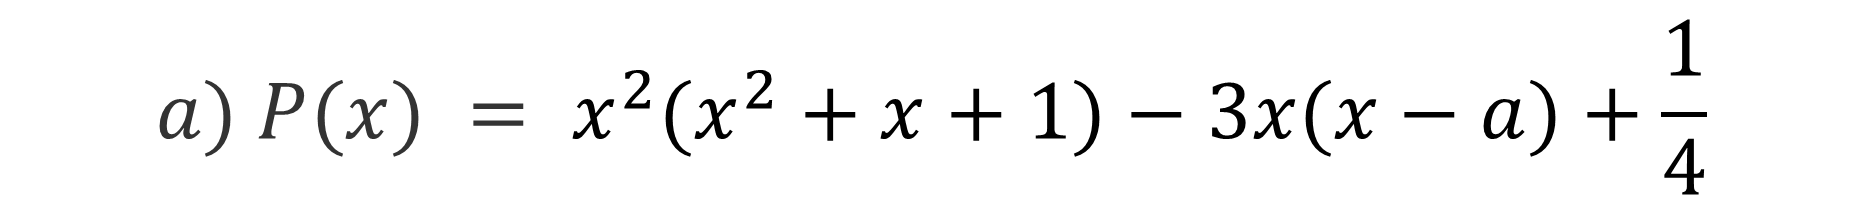 a) P(x) = x²(x² + x + 1) − 3x(x − a) + 1/4